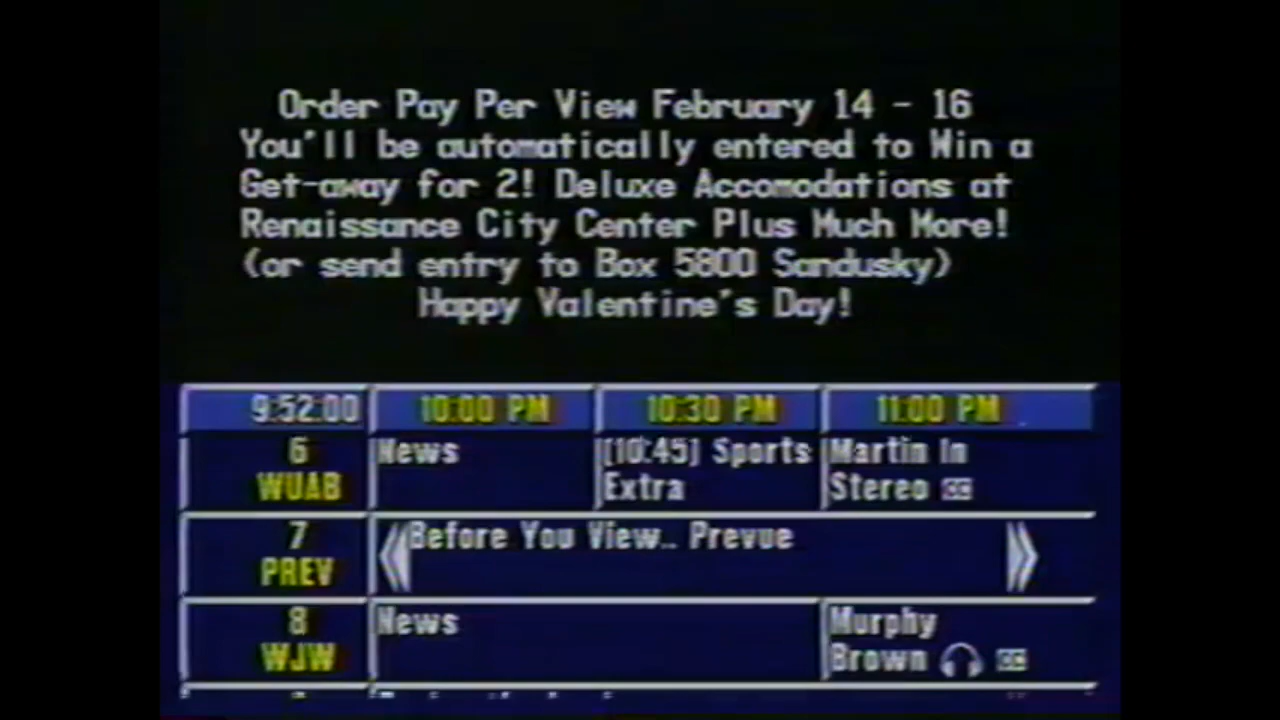 Order Pay Per View February 14 - 16
You'll be automatically entered to Win a
Get-away for 2! Deluxe Accomodations at
Renaissance City Center Plus Much More!
(or send entry to Box 5800 Sandusky)
Happy Valentine's Day!
9:52:00 10:00 PM 10:30 PM 11:00 PM
6 News (10:45) Sports Martin In
WUAB Extra Stereo CC
7 Before You View.. Prevue
PREV
8 News Murphy
WJW Brown CC